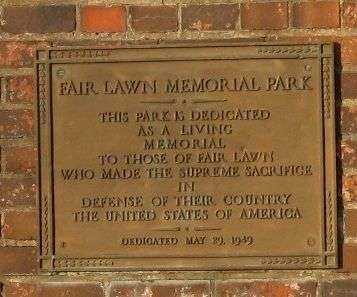 FAIR LAWN MEMORIAL PARK
THIS PARK IS DEDICATED
AS A LIVING
MEMORIAL
TO THOSE OF FAIR LAWN
WHO MADE THE SUPREME SACRIFICE
IN
DEFENSE OF THEIR COUNTRY
THE UNITED STATES OF AMERICA
DEDICATED MAY 29, 1949